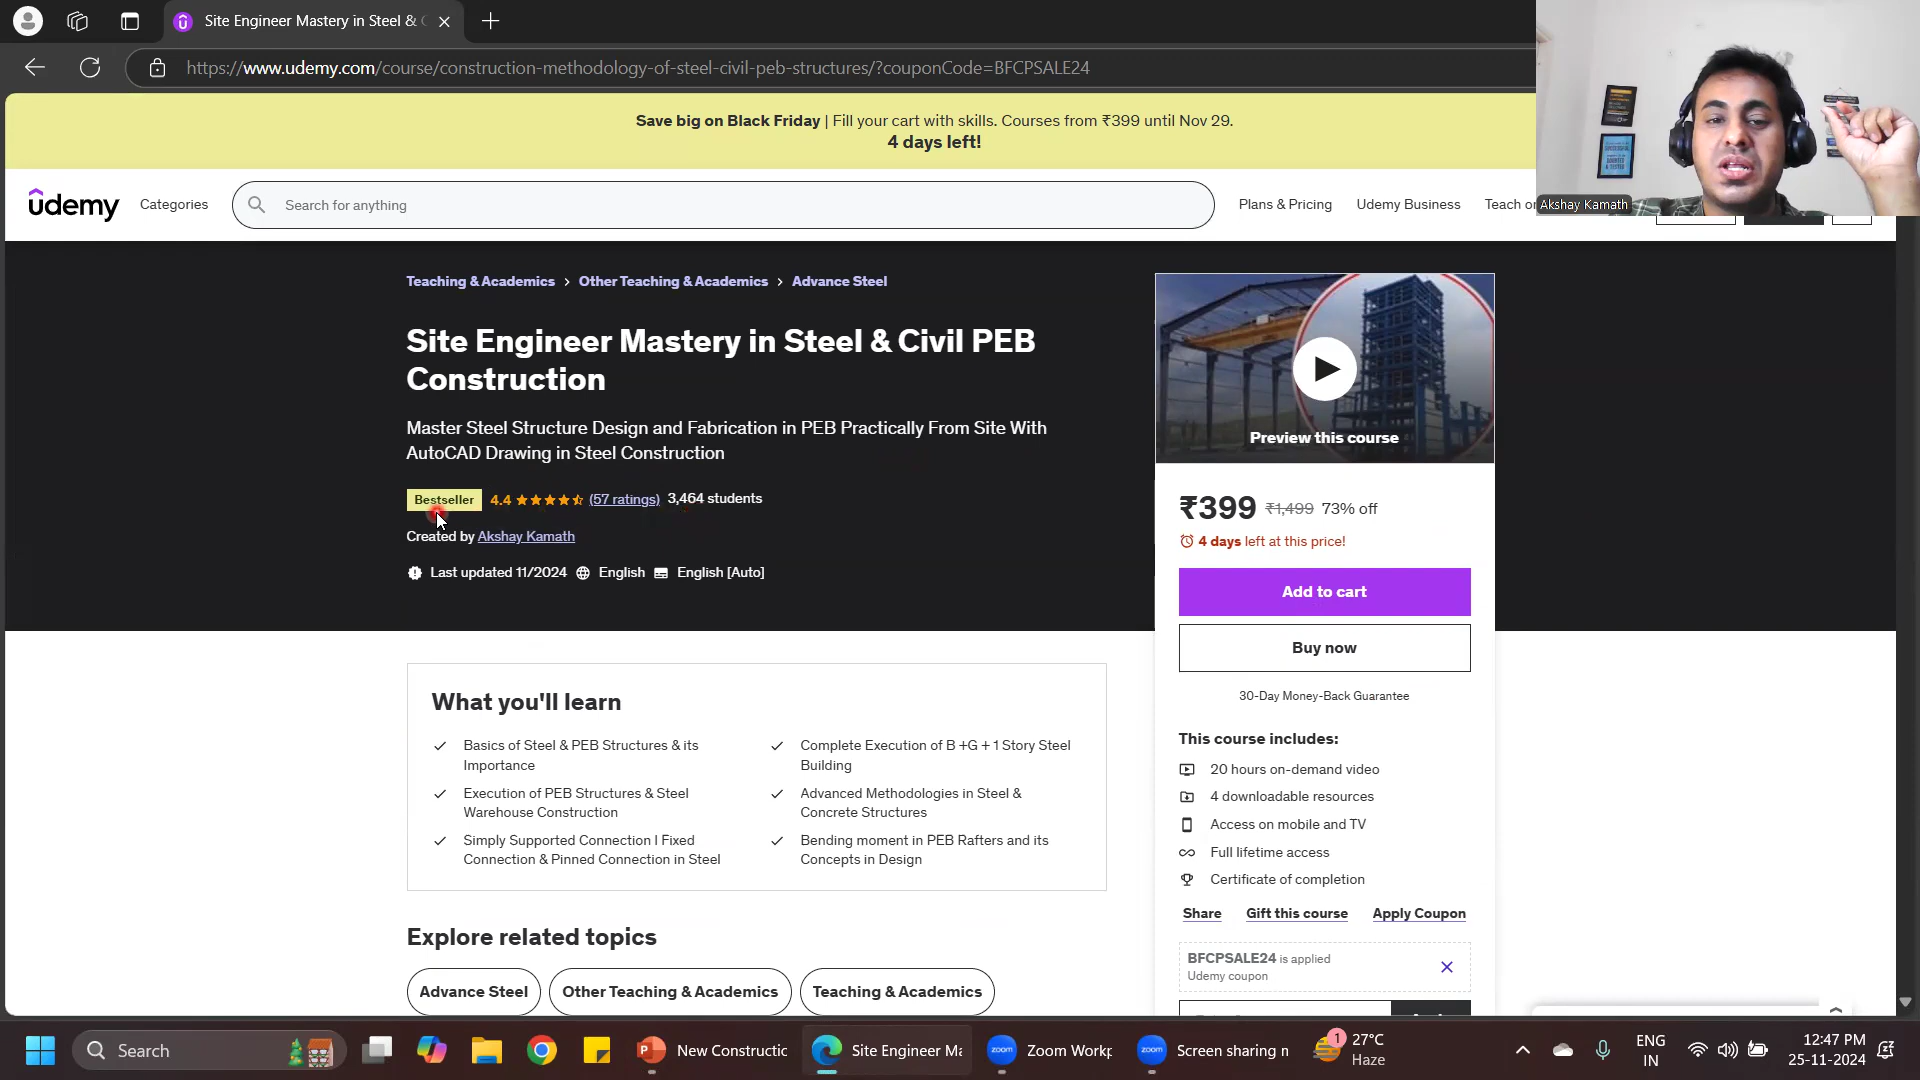 Site Engineer Mastery in Steel &
https://www.udemy.com/course/construction-methodology-of-steel-civil-peb-structures/?couponCode=BFCPSALE24
Save big on Black Friday | Fill your cart with skills. Courses from ₹399 until Nov 29.
4 days left!
udemy
Categories
Search for anything
Plans & Pricing
Udemy Business
Teach on
Akshay Kamath
Teaching & Academics > Other Teaching & Academics > Advance Steel
Site Engineer Mastery in Steel & Civil PEB
Construction
Master Steel Structure Design and Fabrication in PEB Practically From Site With
AutoCAD Drawing in Steel Construction
Bestseller 4.4 (57 ratings) 3,464 students
Created by Akshay Kamath
Last updated 11/2024 English English [Auto]
Preview this course
₹399 ₹1,499 73% off
4 days left at this price!
Add to cart
Buy now
30-Day Money-Back Guarantee
This course includes:
20 hours on-demand video
4 downloadable resources
Access on mobile and TV
Full lifetime access
Certificate of completion
Share Gift this course Apply Coupon
BFCPSALE24 is applied
Udemy coupon
What you'll learn
Basics of Steel & PEB Structures & its
Importance
Execution of PEB Structures & Steel
Warehouse Construction
Simply Supported Connection I Fixed
Connection & Pinned Connection in Steel
Complete Execution of B +G + 1 Story Steel
Building
Advanced Methodologies in Steel &
Concrete Structures
Bending moment in PEB Rafters and its
Concepts in Design
Explore related topics
Advance Steel
Other Teaching & Academics
Teaching & Academics
Search
New Constructic
Site Engineer Ma
zoom
Zoom Workp
zoom
Screen sharing n
1
27°C
Haze
ENG
IN
12:47 PM
25-11-2024